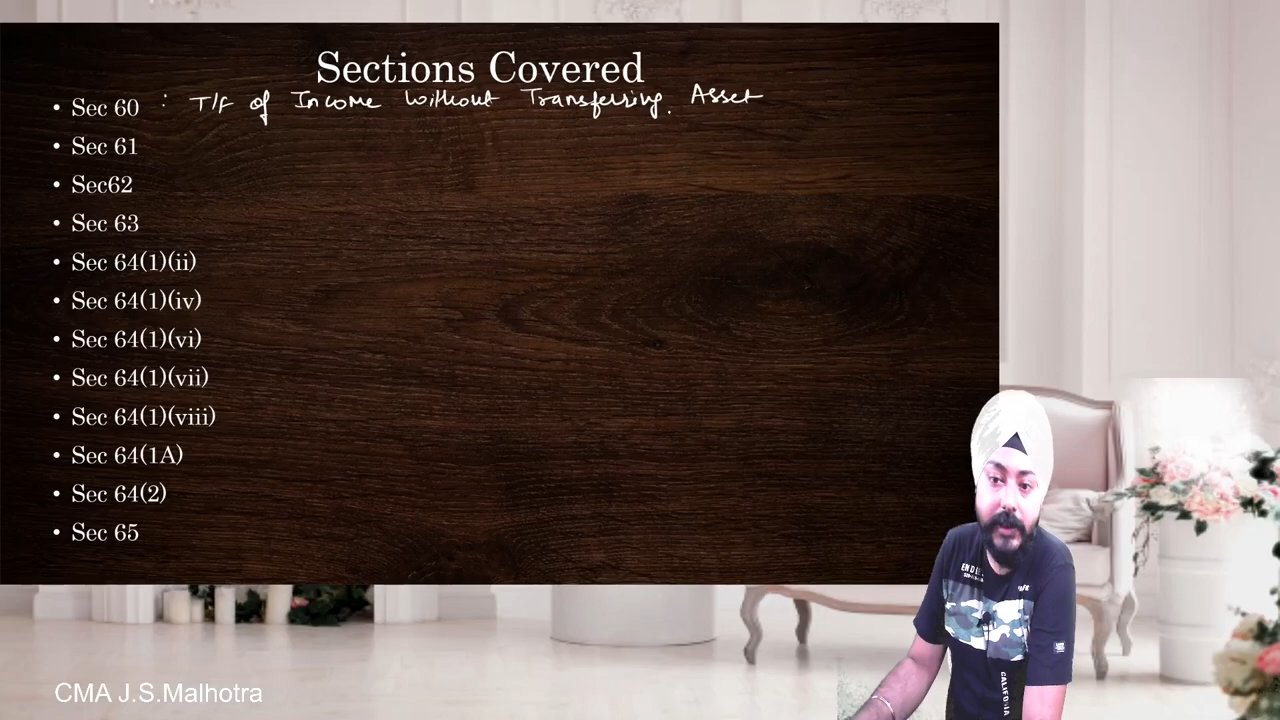 Sections Covered
• Sec 60 : T/F of Income Without Transferring. Asset
• Sec 61
• Sec62
• Sec 63
• Sec 64(1)(ii)
• Sec 64(1)(iv)
• Sec 64(1)(vi)
• Sec 64(1)(vii)
• Sec 64(1)(viii)
• Sec 64(1A)
• Sec 64(2)
• Sec 65
CMA J.S.Malhotra